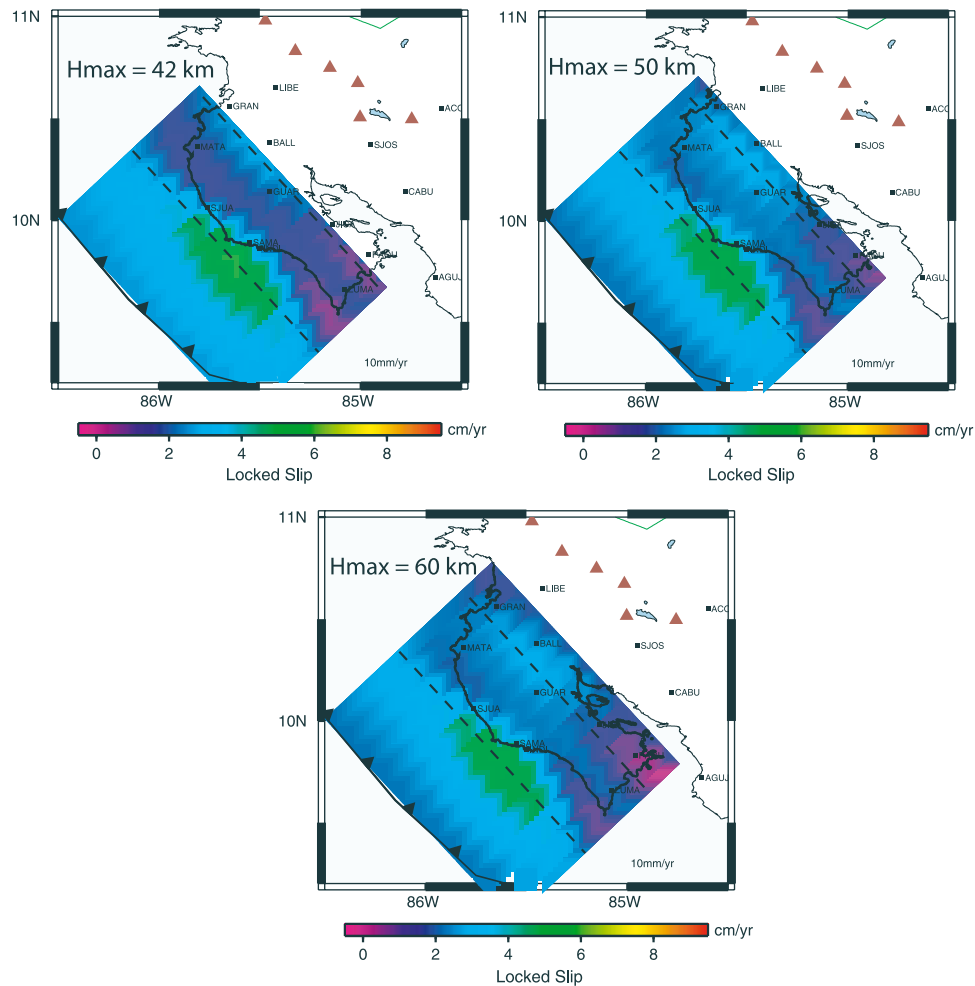 11N
Hmax = 42 km
LIBE
ACC
GRAN
MATA
BALL
SJOS
GUAR
CABU
SJUA
10N
SAMA
AGUJ
LUMA
10mm/yr
86W
85W
cm/yr
0 2 4 6 8
Locked Slip
11N
Hmax = 50 km
LIBE
ACC
GRAN
MATA
BALL
SJOS
GUAR
CABU
SJUA
10N
SAMA
AGUJ
LUMA
10mm/yr
86W
85W
cm/yr
0 2 4 6 8
Locked Slip
11N
Hmax = 60 km
LIBE
ACC
GRAN
MATA
BALL
SJOS
GUAR
CABU
SJUA
10N
SAMA
AGUJ
LUMA
10mm/yr
86W
85W
cm/yr
0 2 4 6 8
Locked Slip